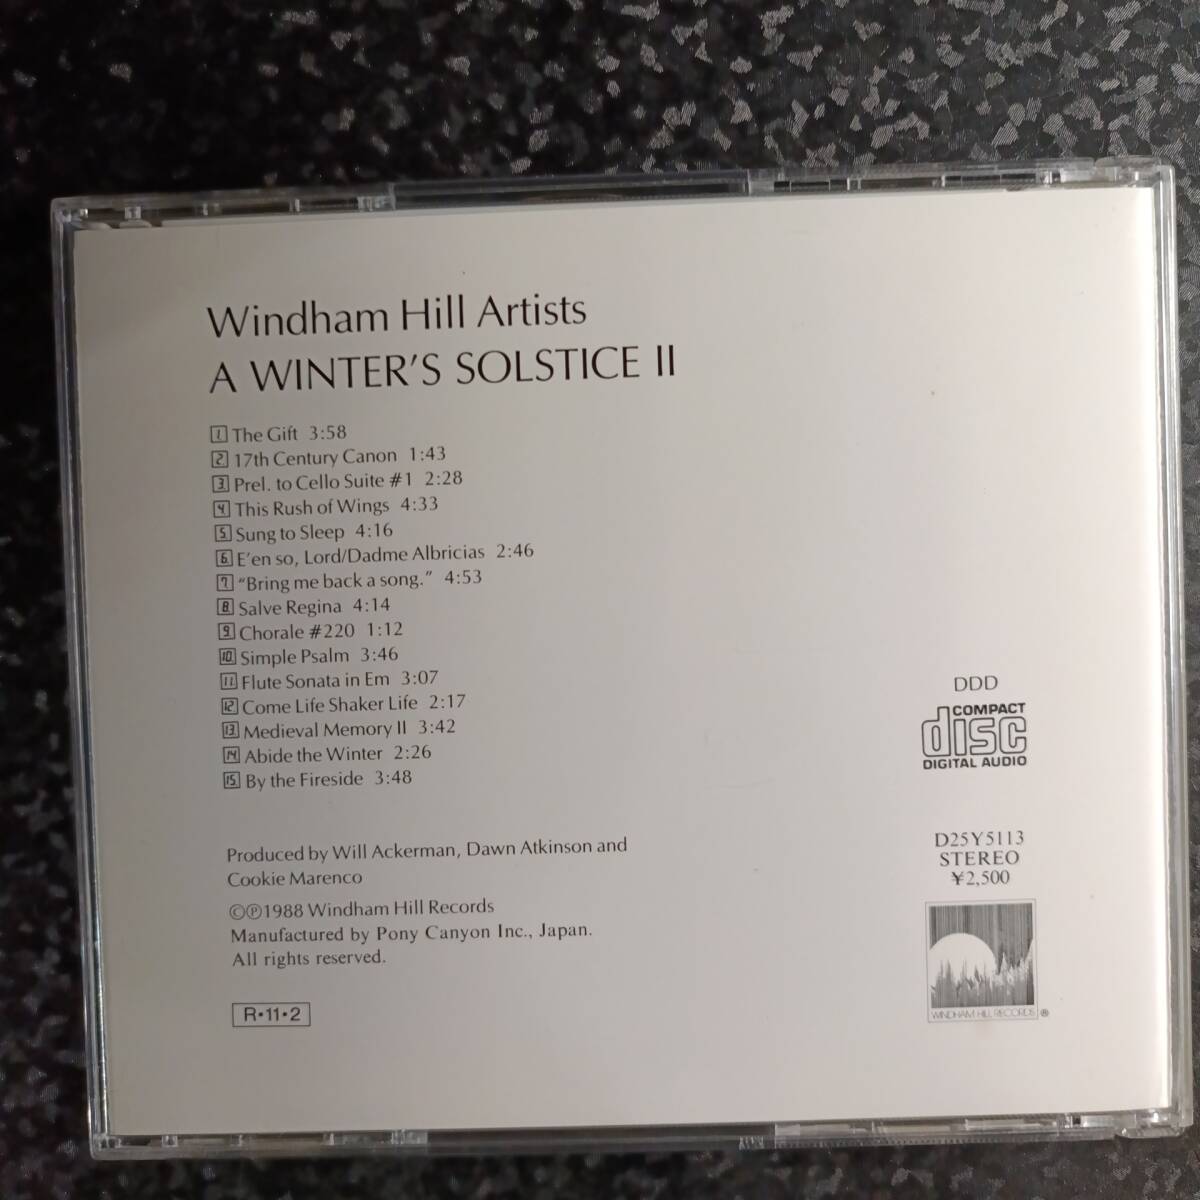 Windham Hill Artists
A WINTER'S SOLSTICE II
1. The Gift 3:58
2. 17th Century Canon 1:43
3. Prel. to Cello Suite #1 2:28
4. This Rush of Wings 4:33
5. Sung to Sleep 4:16
6. E'en so, Lord/Dadme Albricias 2:46
7. "Bring me back a song." 4:53
8. Salve Regina 4:14
9. Chorale #220 1:12
10. Simple Psalm 3:46
11. Flute Sonata in Em 3:07
12. Come Life Shaker Life 2:17
13. Medieval Memory II 3:42
14. Abide the Winter 2:26
15. By the Fireside 3:48
Produced by Will Ackerman, Dawn Atkinson and
Cookie Marenco
©℗1988 Windham Hill Records
Manufactured by Pony Canyon Inc., Japan.
All rights reserved.
R•11•2
DDD
COMPACT
disc
DIGITAL AUDIO
D25Y5113
STEREO
¥2,500
WINDHAM HILL RECORDS ®